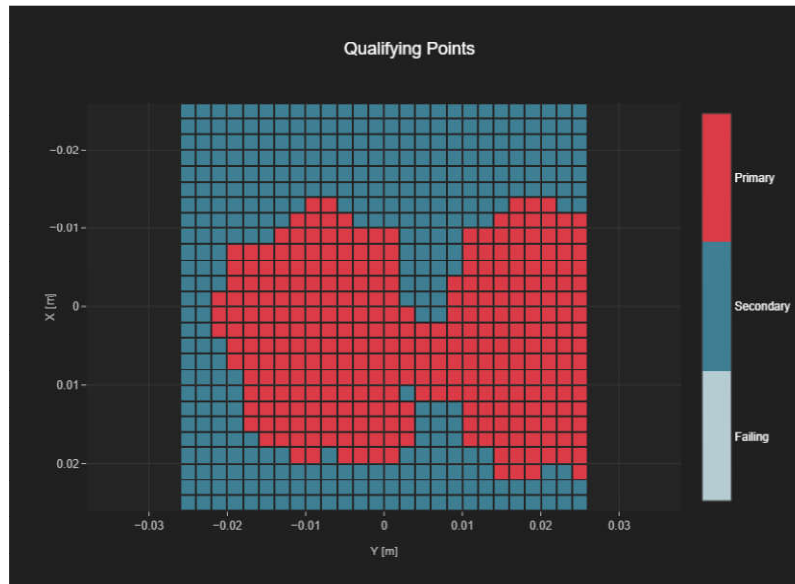 Qualifying Points
−0.02
−0.01
0
0.01
0.02
X [m]
−0.03
−0.02
−0.01
0
0.01
0.02
0.03
Y [m]
Primary
Secondary
Failing